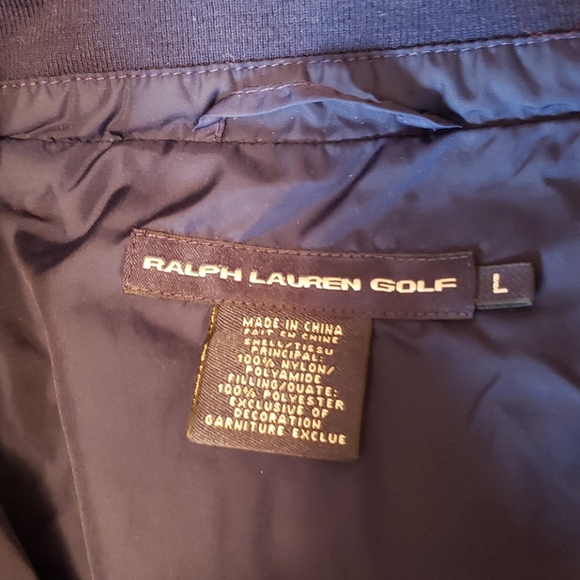 RALPH LAUREN GOLF
L
MADE IN CHINA
FAIT EN CHINE
SHELL/TISSU
PRINCIPAL:
100% NYLON/
POLYAMIDE
FILLING/OUATE:
100% POLYESTER
EXCLUSIVE OF
DECORATION
GARNITURE EXCLUE